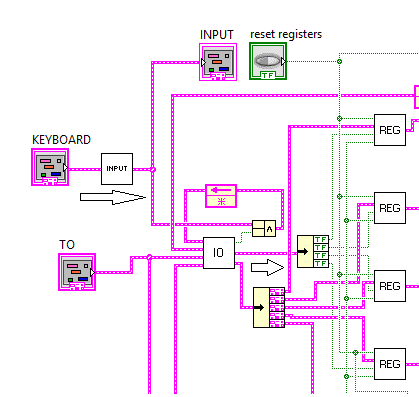 INPUT
reset registers
TF
REG
KEYBOARD
INPUT
REG
TO
IO
TF
TF
TF
TF
REG
REG